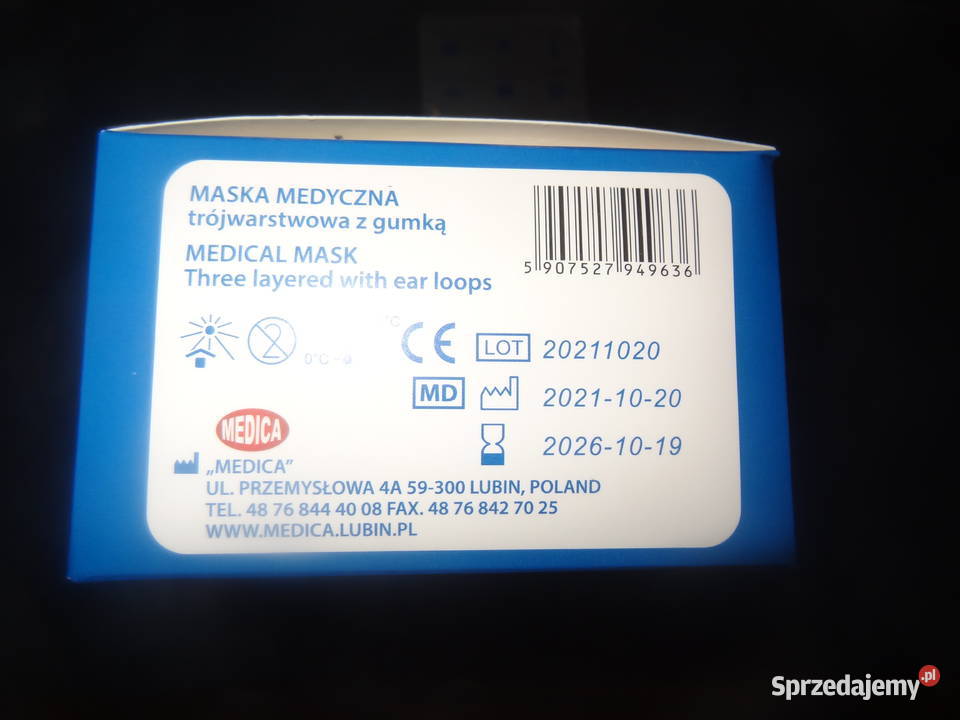 MASKA MEDYCZNA
trójwarstwowa z gumką
MEDICAL MASK
Three layered with ear loops
5 907527 949636
2
0°C
°C
CE
LOT 20211020
MD 2021-10-20
2026-10-19
MEDICA
„MEDICA”
UL. PRZEMYSŁOWA 4A 59-300 LUBIN, POLAND
TEL. 48 76 844 40 08 FAX. 48 76 842 70 25
WWW.MEDICA.LUBIN.PL
Sprzedajemy.pl